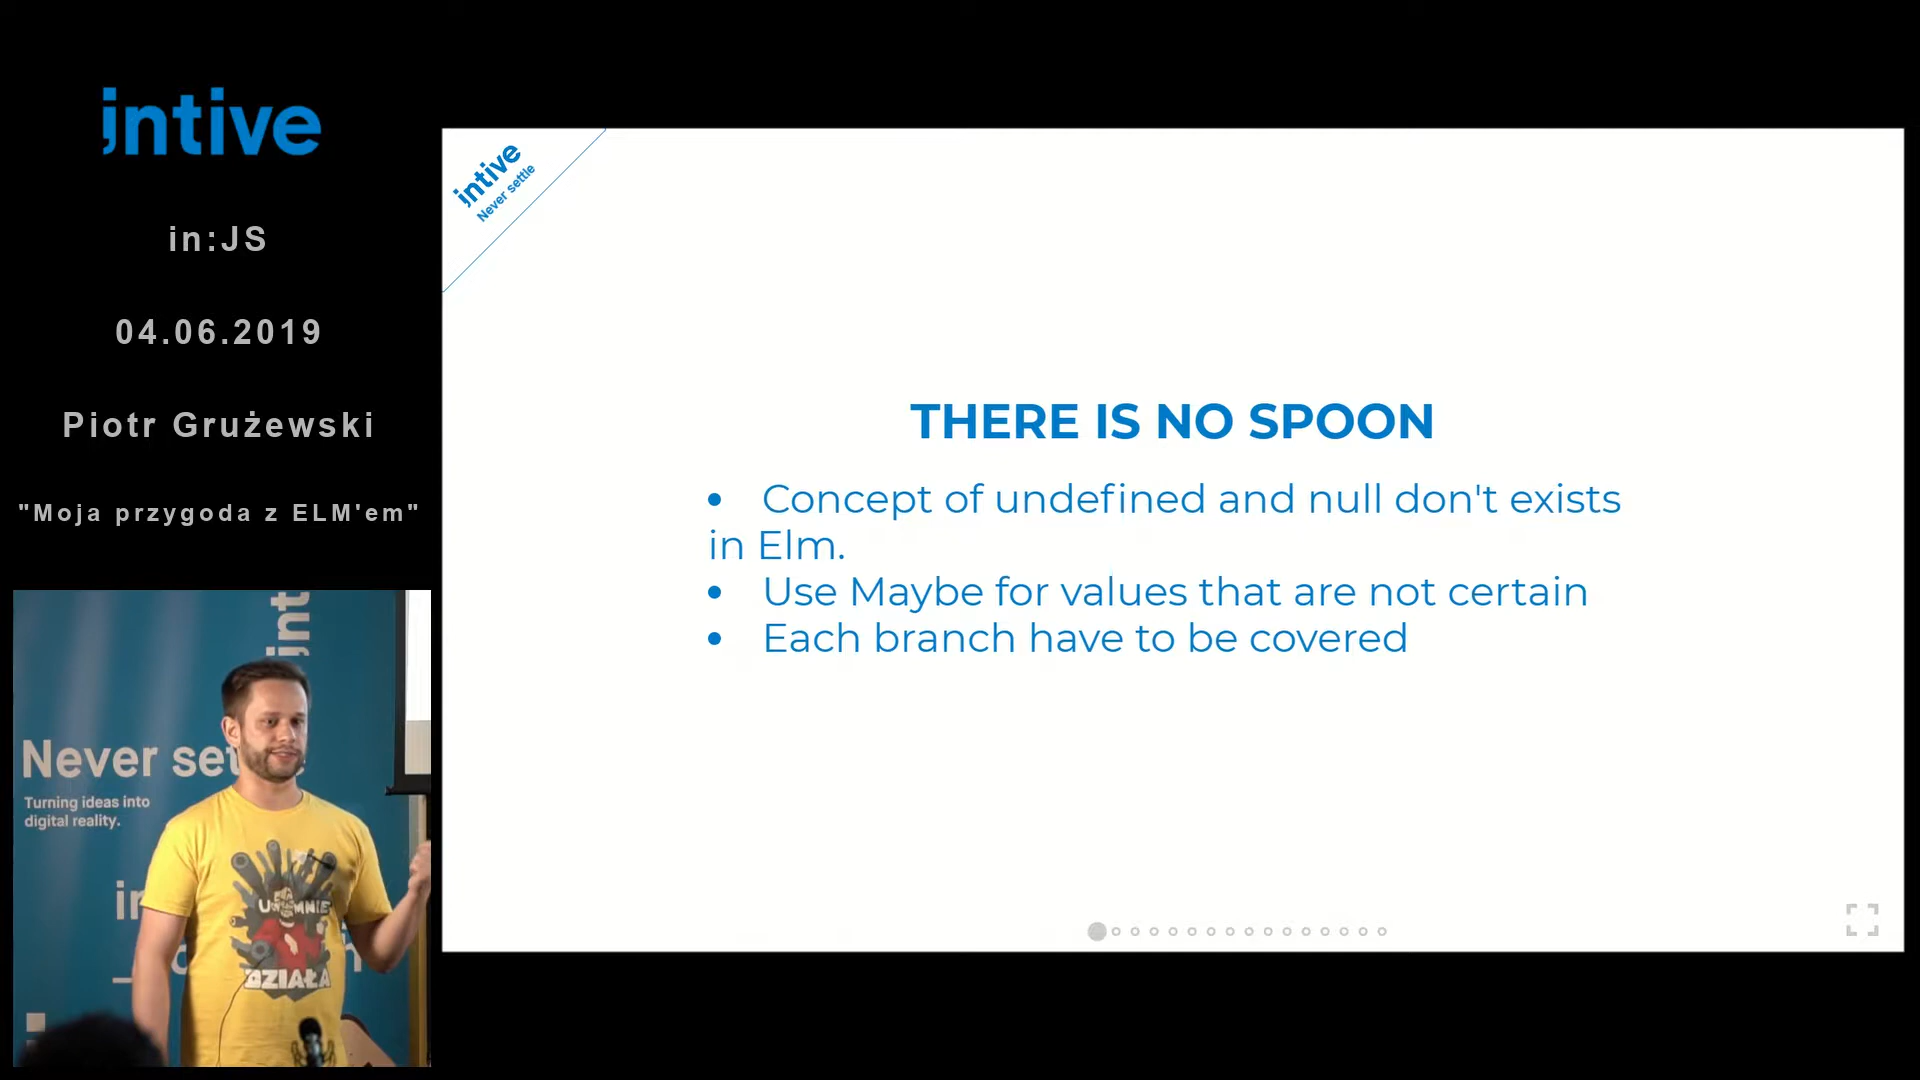 intive
in:JS
04.06.2019
Piotr Grużewski
"Moja przygoda z ELM'em"
intive
Never settle
THERE IS NO SPOON
• Concept of undefined and null don't exists
in Elm.
• Use Maybe for values that are not certain
• Each branch have to be covered
Never set
Turning ideas into
digital reality.
U MNIE
DZIAŁA